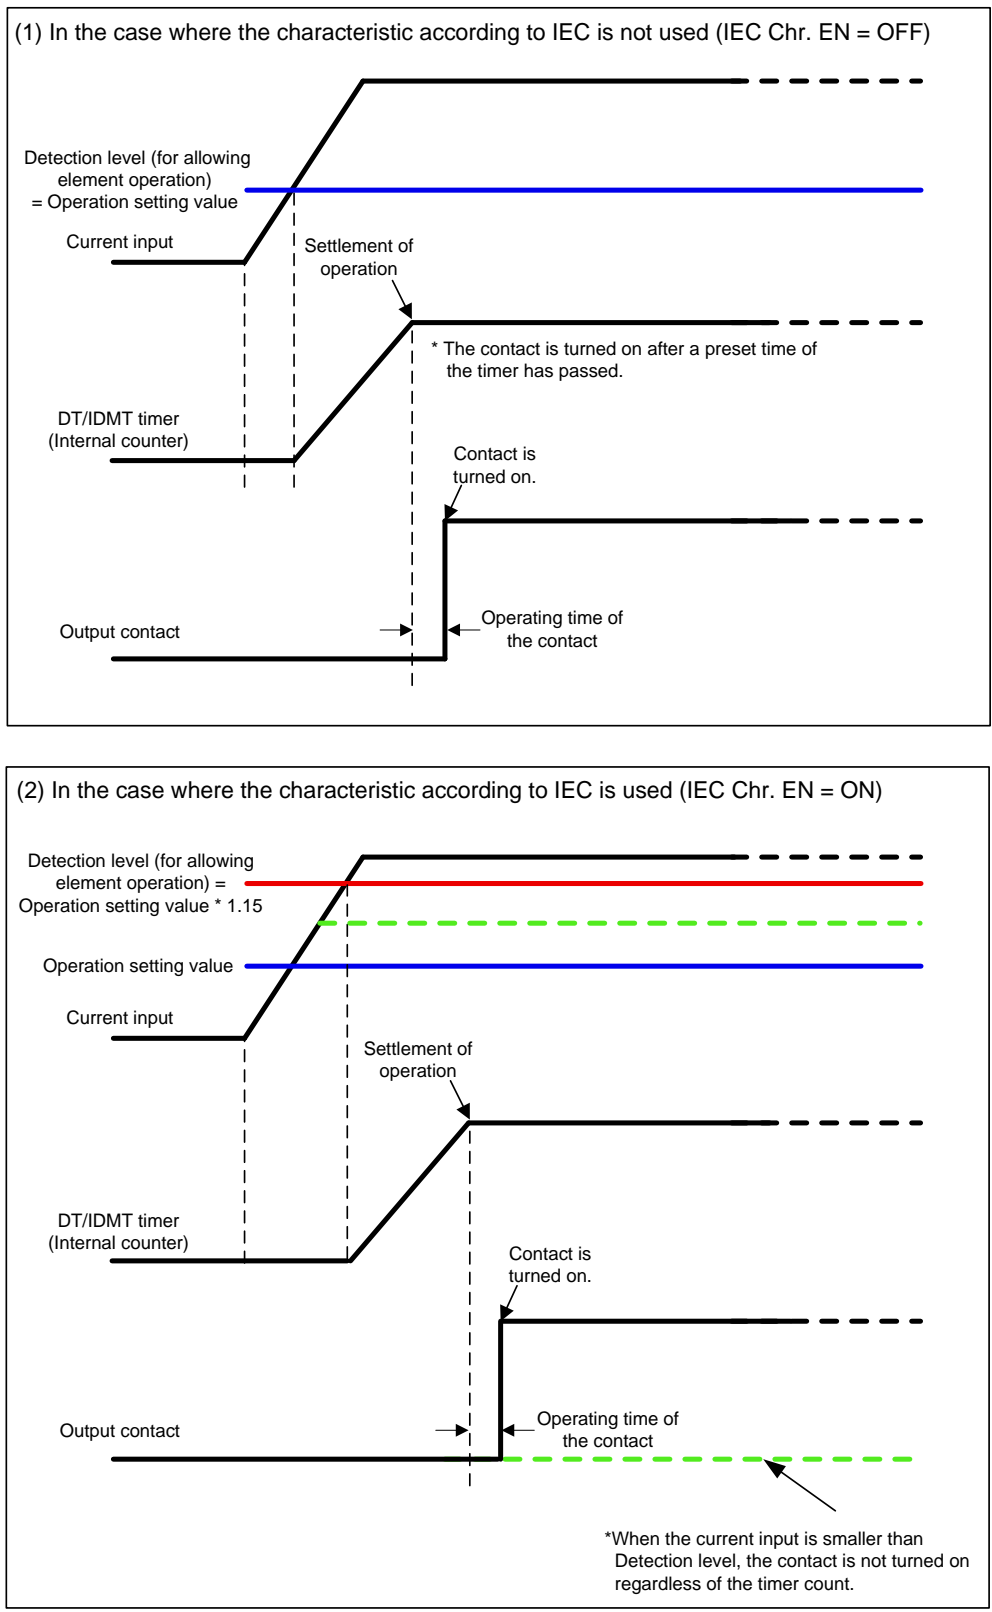 (1) In the case where the characteristic according to IEC is not used (IEC Chr. EN = OFF)
Detection level (for allowing
element operation)
= Operation setting value
Current input
Settlement of
operation
* The contact is turned on after a preset time of
the timer has passed.
DT/IDMT timer
(Internal counter)
Contact is
turned on.
Output contact
Operating time of
the contact
(2) In the case where the characteristic according to IEC is used (IEC Chr. EN = ON)
Detection level (for allowing
element operation) =
Operation setting value * 1.15
Operation setting value
Current input
Settlement of
operation
DT/IDMT timer
(Internal counter)
Contact is
turned on.
Output contact
Operating time of
the contact
*When the current input is smaller than
Detection level, the contact is not turned on
regardless of the timer count.